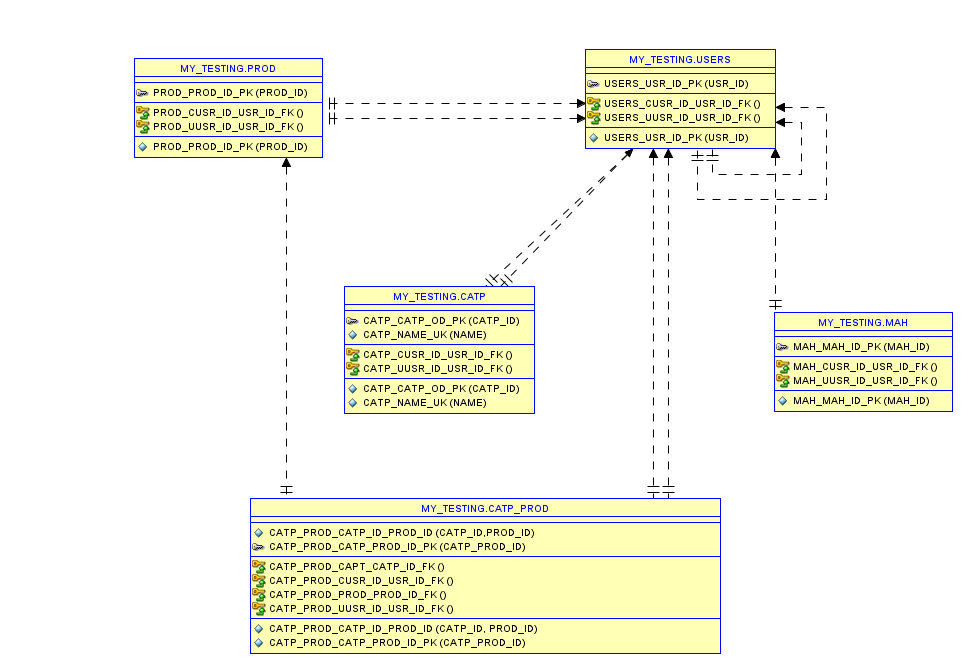 MY_TESTING.PROD
PROD_PROD_ID_PK (PROD_ID)
PROD_CUSR_ID_USR_ID_FK ()
PROD_UUSR_ID_USR_ID_FK ()
PROD_PROD_ID_PK (PROD_ID)
MY_TESTING.USERS
USERS_USR_ID_PK (USR_ID)
USERS_CUSR_ID_USR_ID_FK ()
USERS_UUSR_ID_USR_ID_FK ()
USERS_USR_ID_PK (USR_ID)
MY_TESTING.CATP
CATP_CATP_OD_PK (CATP_ID)
CATP_NAME_UK (NAME)
CATP_CUSR_ID_USR_ID_FK ()
CATP_UUSR_ID_USR_ID_FK ()
CATP_CATP_OD_PK (CATP_ID)
CATP_NAME_UK (NAME)
MY_TESTING.MAH
MAH_MAH_ID_PK (MAH_ID)
MAH_CUSR_ID_USR_ID_FK ()
MAH_UUSR_ID_USR_ID_FK ()
MAH_MAH_ID_PK (MAH_ID)
MY_TESTING.CATP_PROD
CATP_PROD_CATP_ID_PROD_ID (CATP_ID,PROD_ID)
CATP_PROD_CATP_PROD_ID_PK (CATP_PROD_ID)
CATP_PROD_CAPT_CATP_ID_FK ()
CATP_PROD_CUSR_ID_USR_ID_FK ()
CATP_PROD_PROD_PROD_ID_FK ()
CATP_PROD_UUSR_ID_USR_ID_FK ()
CATP_PROD_CATP_ID_PROD_ID (CATP_ID, PROD_ID)
CATP_PROD_CATP_PROD_ID_PK (CATP_PROD_ID)